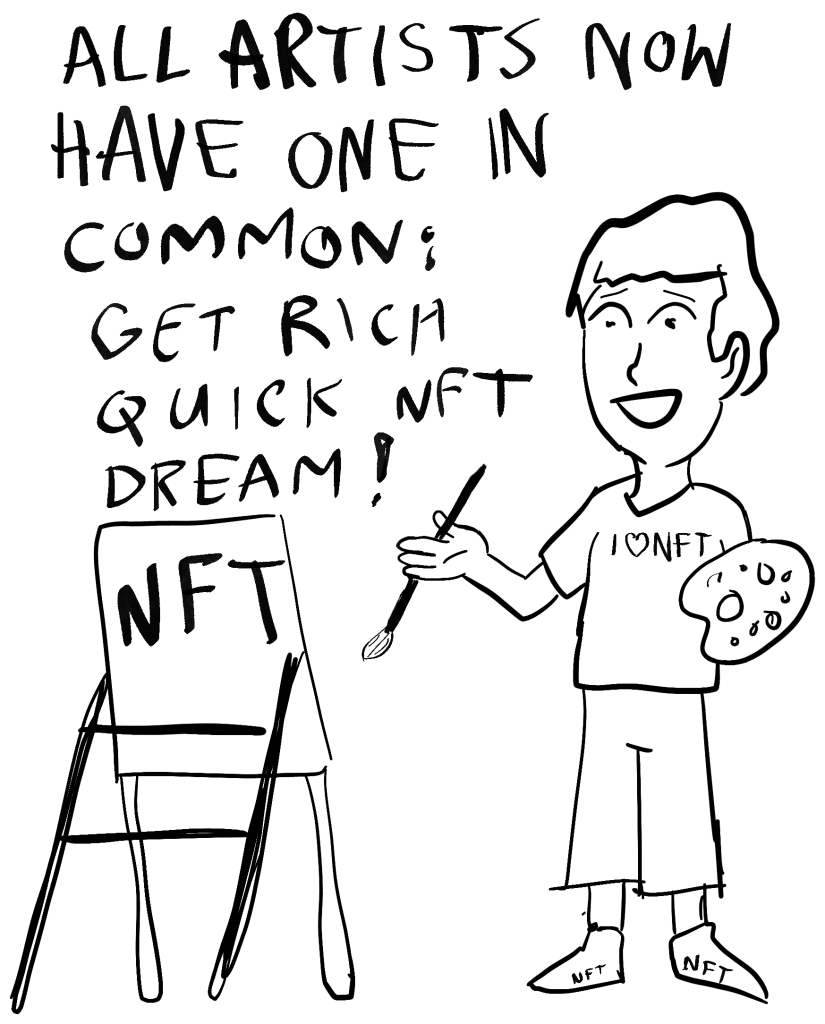 ALL ARTISTS NOW
HAVE ONE IN
COMMON:
GET RICH
QUICK NFT
DREAM!
NFT
I ♡ NFT
NFT
NFT